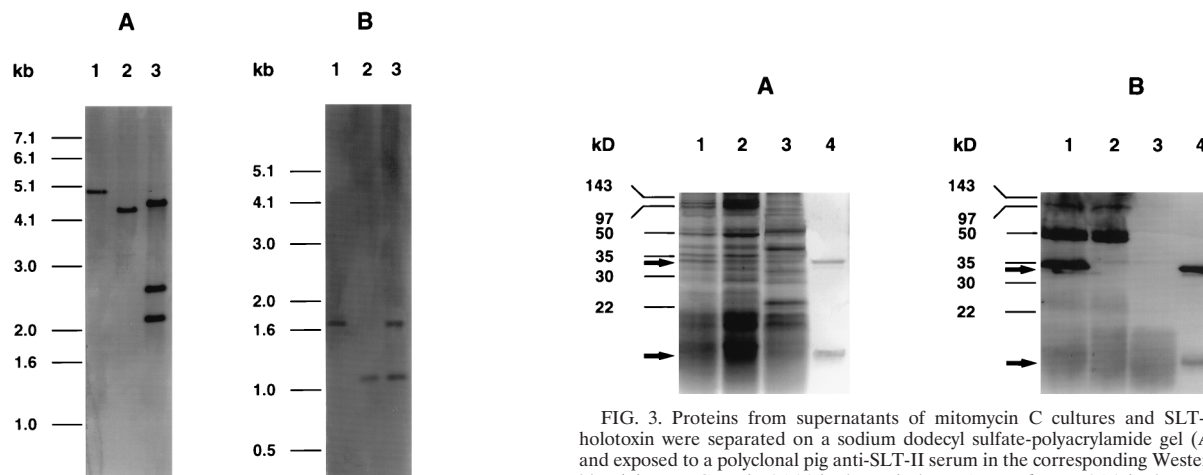 A
kb 1 2 3
7.1
6.1
5.1
4.1
3.0
2.0
1.6
1.0
B
kb 1 2 3
5.1
4.1
3.0
2.0
1.6
1.0
0.5
A
kD 1 2 3 4
143
97
50
35
30
22
B
kD 1 2 3 4
143
97
50
35
30
22
FIG. 3. Proteins from supernatants of mitomycin C cultures and SLT-
holotoxin were separated on a sodium dodecyl sulfate-polyacrylamide gel (A
and exposed to a polyclonal pig anti-SLT-II serum in the corresponding Weste